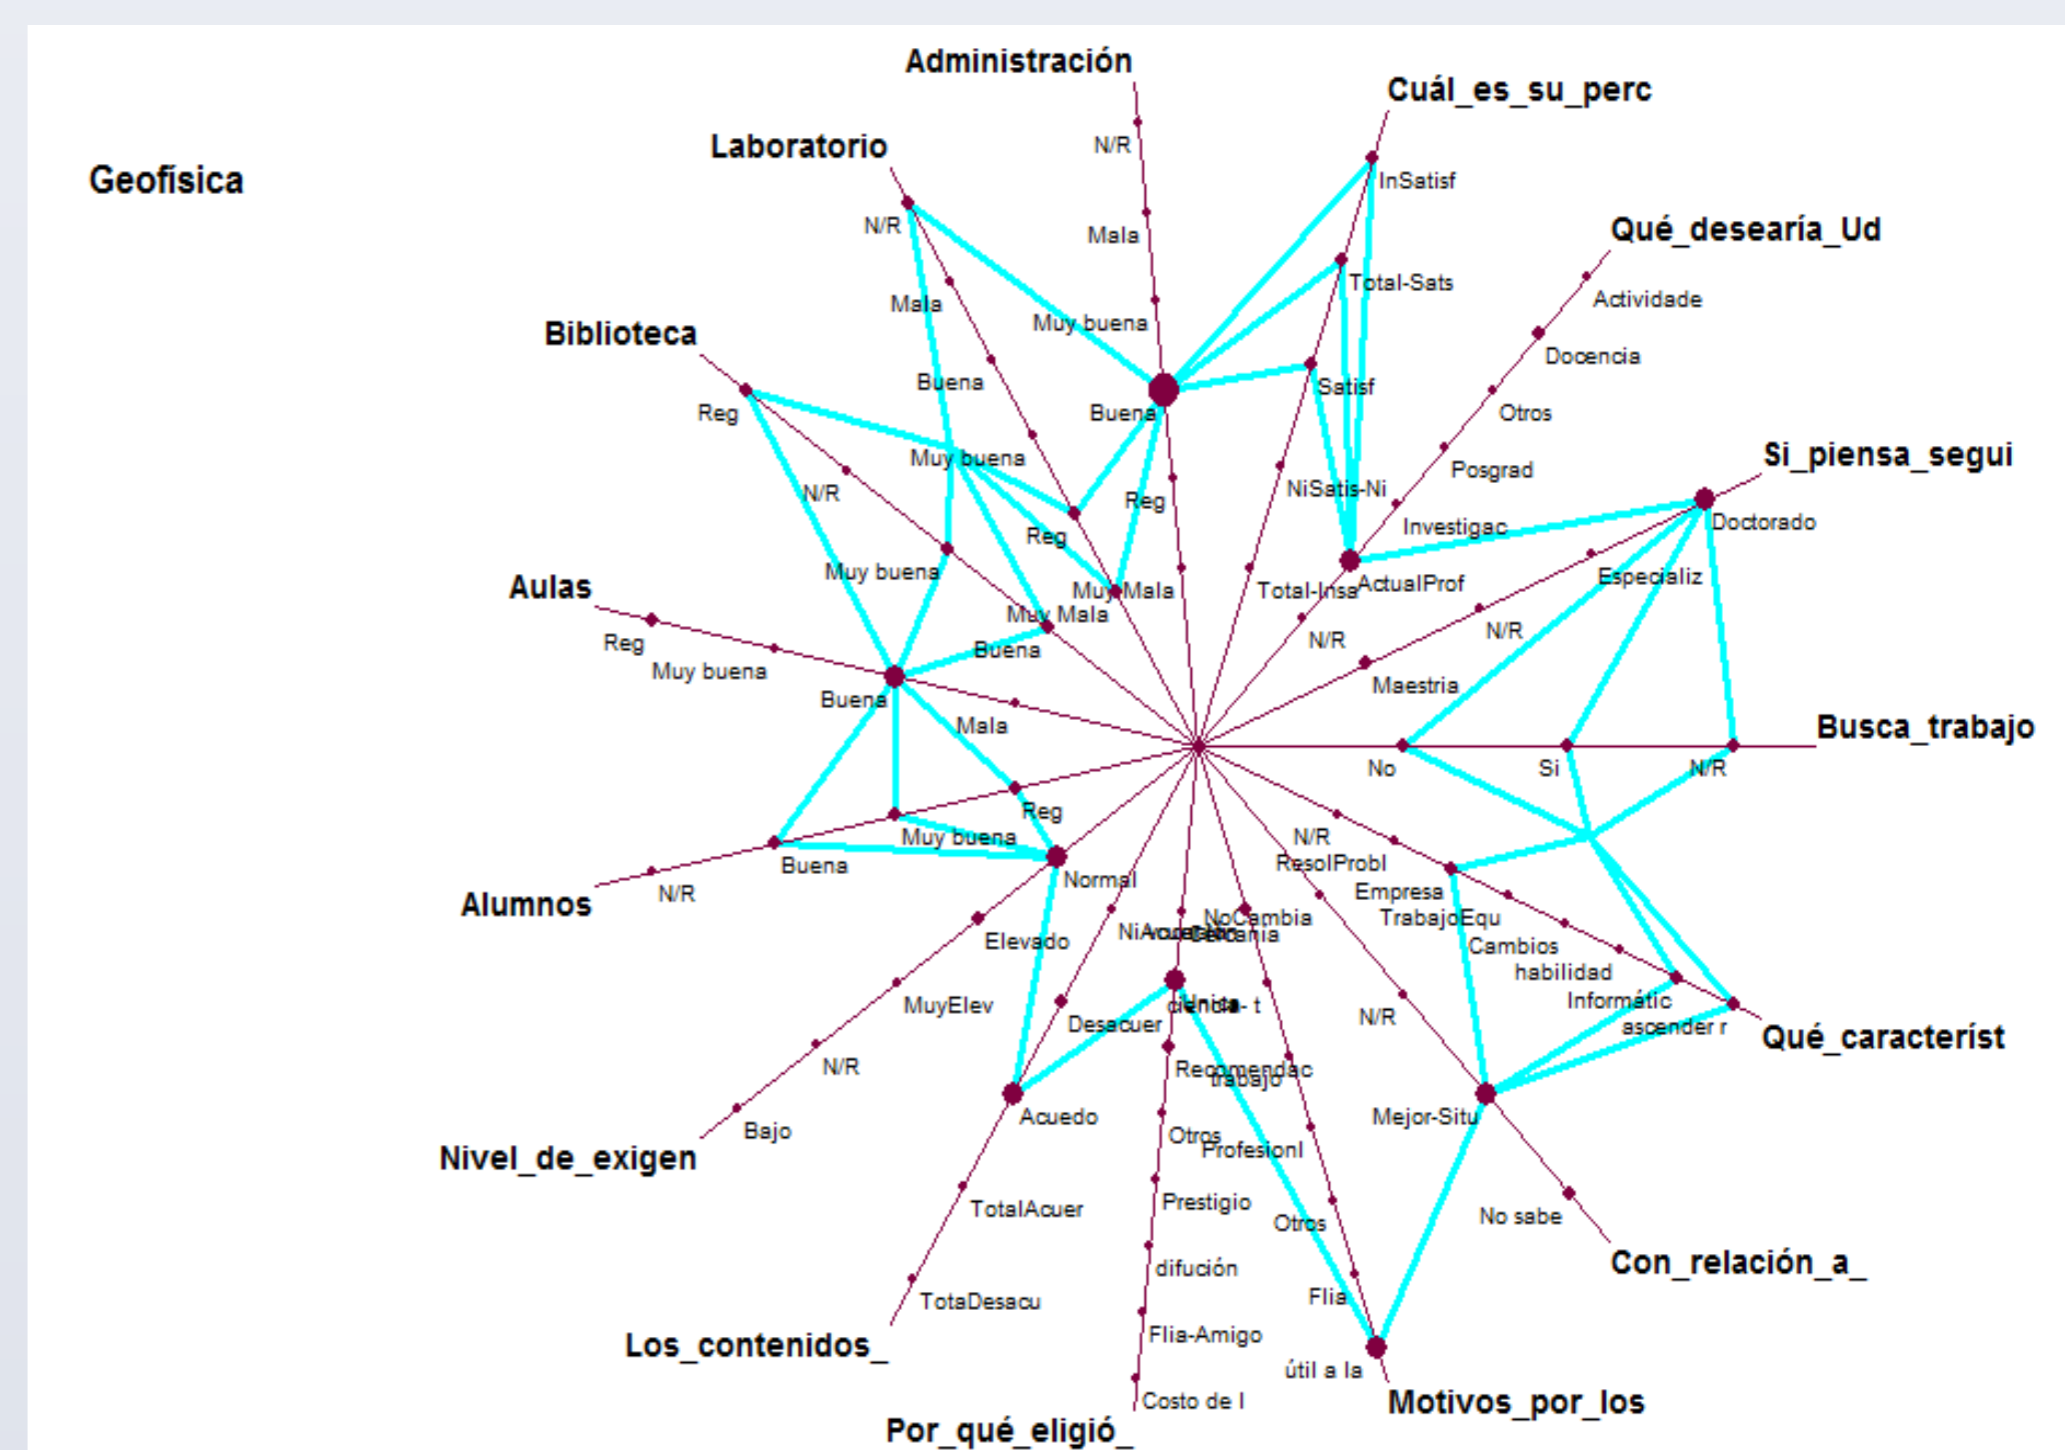 Geofísica
Administración
N/R
Mala
Muy buena
Buena
Reg
Muy Mala
Cuál_es_su_perc
InSatisf
Total-Sats
Satisf
NiSatis-Ni
Total-Insa
Qué_desearía_Ud
Actividade
Docencia
Otros
Posgrad
Investigac
ActualProf
N/R
Si_piensa_segui
Doctorado
Especializ
N/R
Maestria
Busca_trabajo
No
Si
N/R
Qué_característ
N/R
ResolProbl
Empresa
TrabajoEqu
Cambios
habilidad
Informátic
ascender r
Con_relación_a_
N/R
Mejor-Situ
No sabe
Motivos_por_los
NoCambia
trabajo
Profesionl
Otros
Flia
útil a la
Por_qué_eligió_
Cercania
Recomendac
Otros
Prestigio
difución
Flia-Amigo
Costo de l
Los_contenidos_
Desacuer
Acuedo
TotalAcuer
TotaDesacu
Nivel_de_exigen
Normal
Elevado
MuyElev
N/R
Bajo
Alumnos
Reg
Muy buena
Buena
N/R
Aulas
Reg
Muy buena
Buena
Mala
Biblioteca
Reg
N/R
Muy buena
Buena
Laboratorio
N/R
Mala
Buena
Muy buena
Reg
Muy Mala